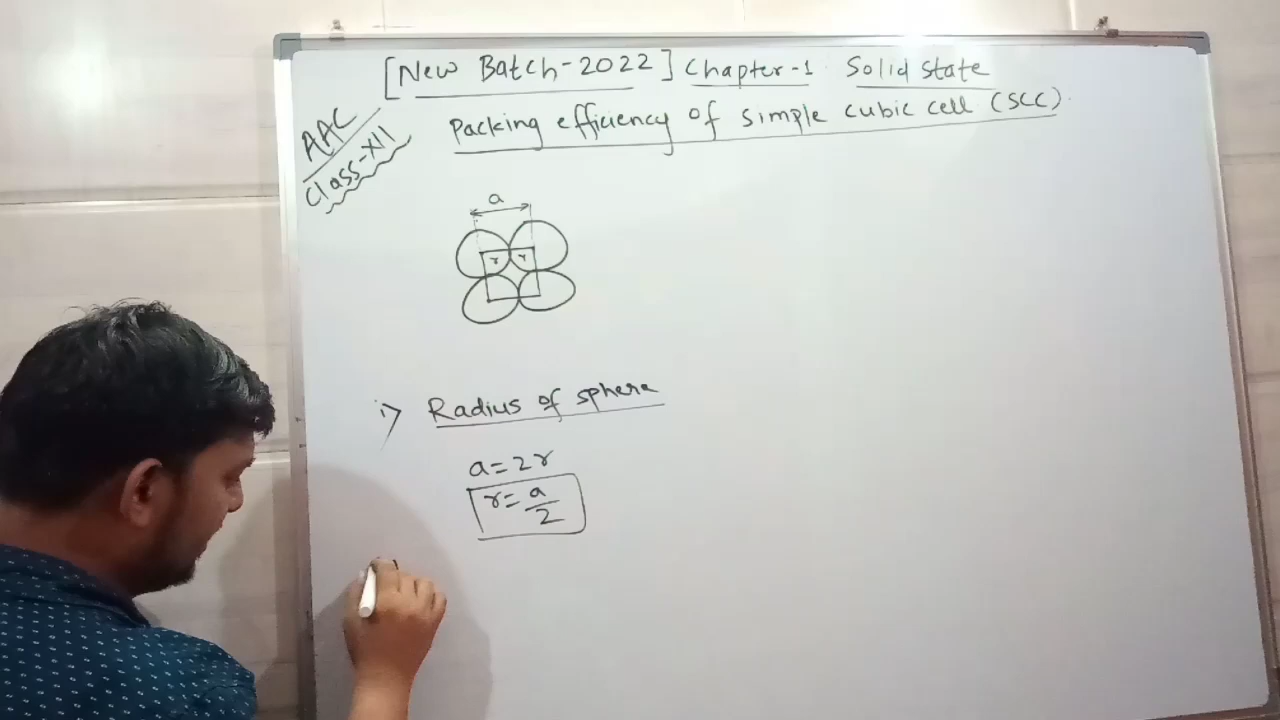 [New Batch-2022] Chapter-1 Solid state
AAC
Class-XII
Packing efficiency of simple cubic cell (SCC).
a
r r
i) Radius of sphere
a=2r
r=a/2